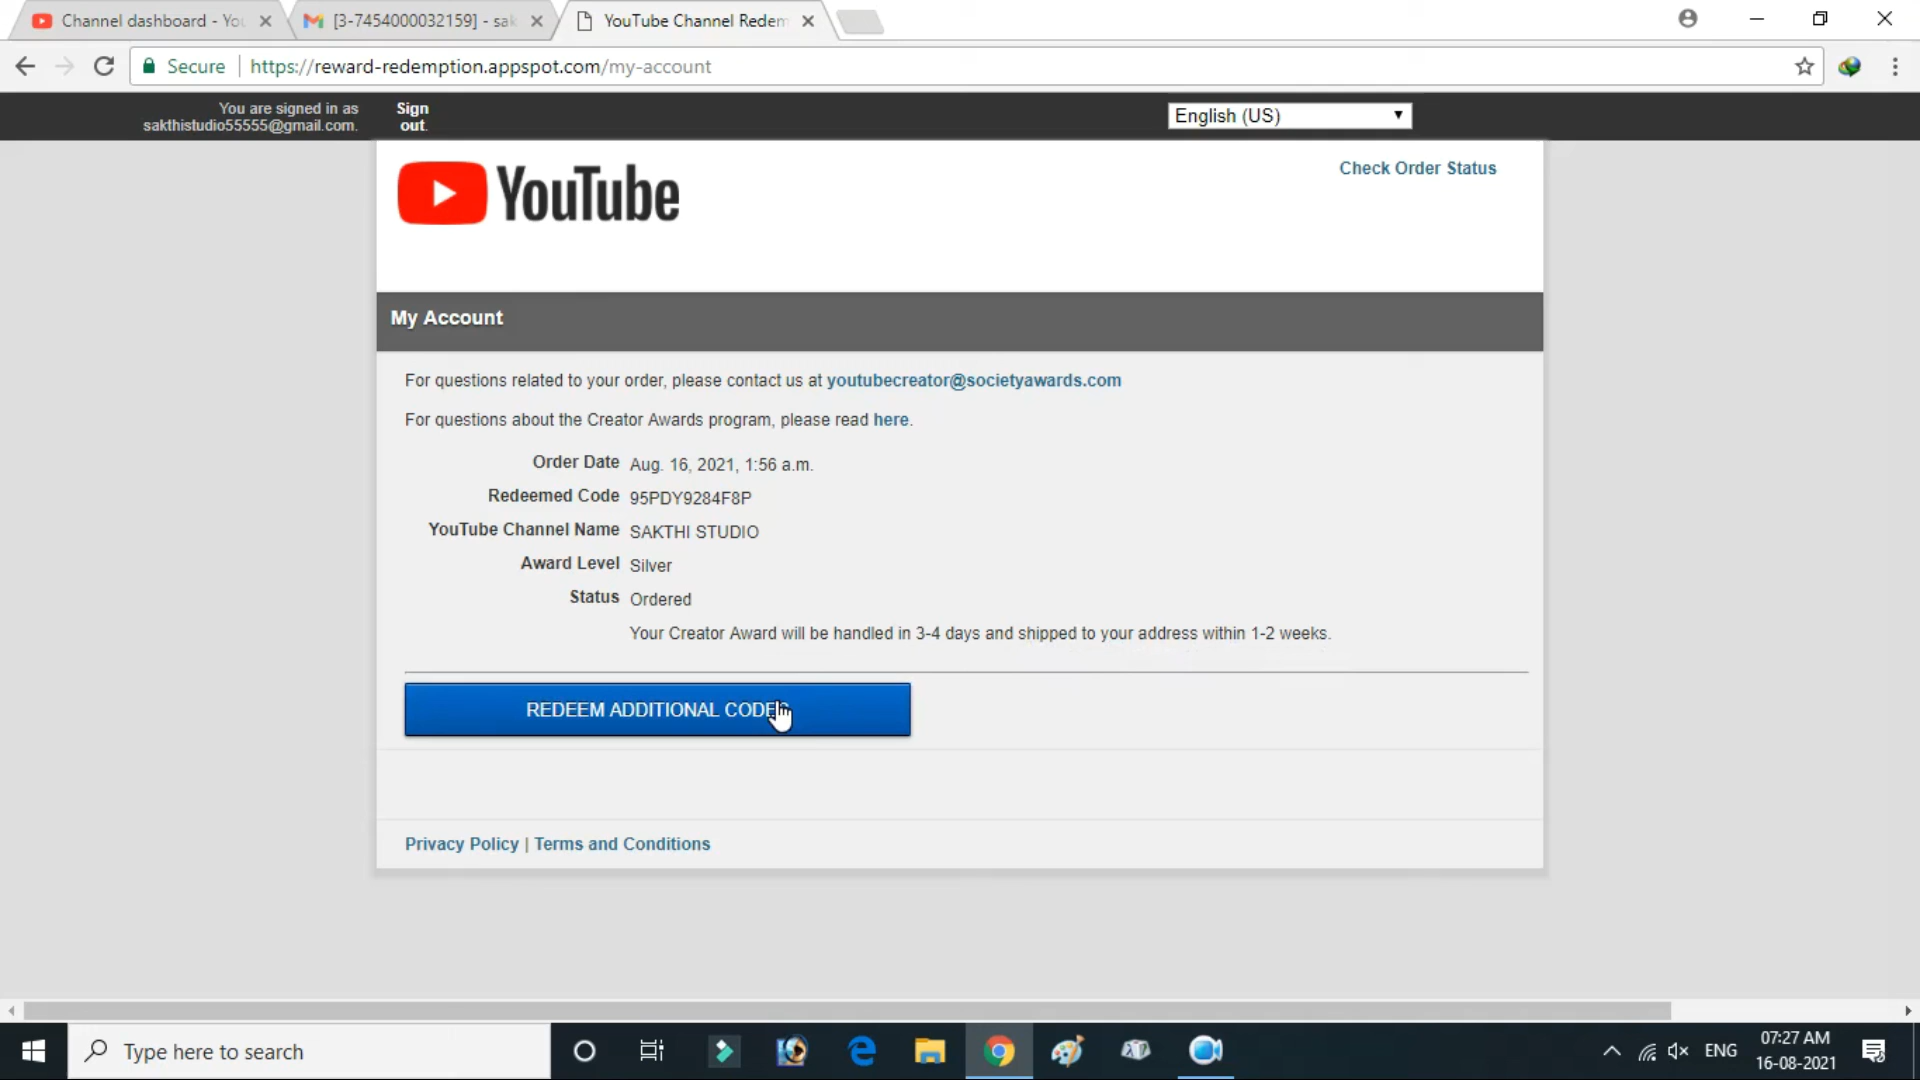 Channel dashboard - You
[3-7454000032159] - sak
YouTube Channel Redem
Secure
https://reward-redemption.appspot.com/my-account
You are signed in as
sakthistudio55555@gmail.com.
Sign
out.
English (US)
YouTube
Check Order Status
My Account
For questions related to your order, please contact us at youtubecreator@societyawards.com
For questions about the Creator Awards program, please read here.
Order Date Aug. 16, 2021, 1:56 a.m.
Redeemed Code 95PDY9284F8P
YouTube Channel Name SAKTHI STUDIO
Award Level Silver
Status Ordered
Your Creator Award will be handled in 3-4 days and shipped to your address within 1-2 weeks.
REDEEM ADDITIONAL CODES
Privacy Policy | Terms and Conditions
Type here to search
ENG
07:27 AM
16-08-2021